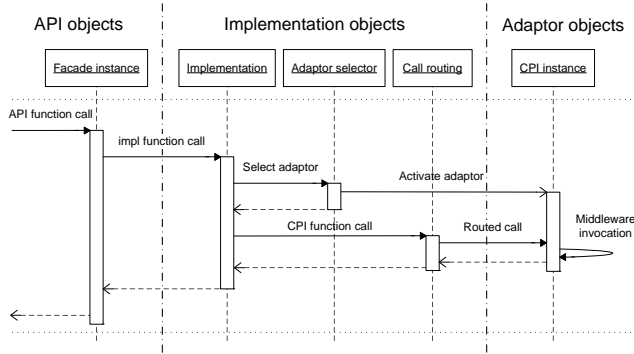 API objects
Implementation objects
Adaptor objects
Facade instance
Implementation
Adaptor selector
Call routing
CPI instance
API function call
impl function call
Select adaptor
Activate adaptor
CPI function call
Routed call
Middleware
invocation